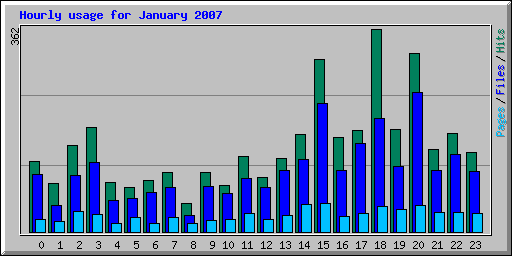 Hourly usage for January 2007
362
Pages/Files/Hits
0 1 2 3 4 5 6 7 8 9 10 11 12 13 14 15 16 17 18 19 20 21 22 23